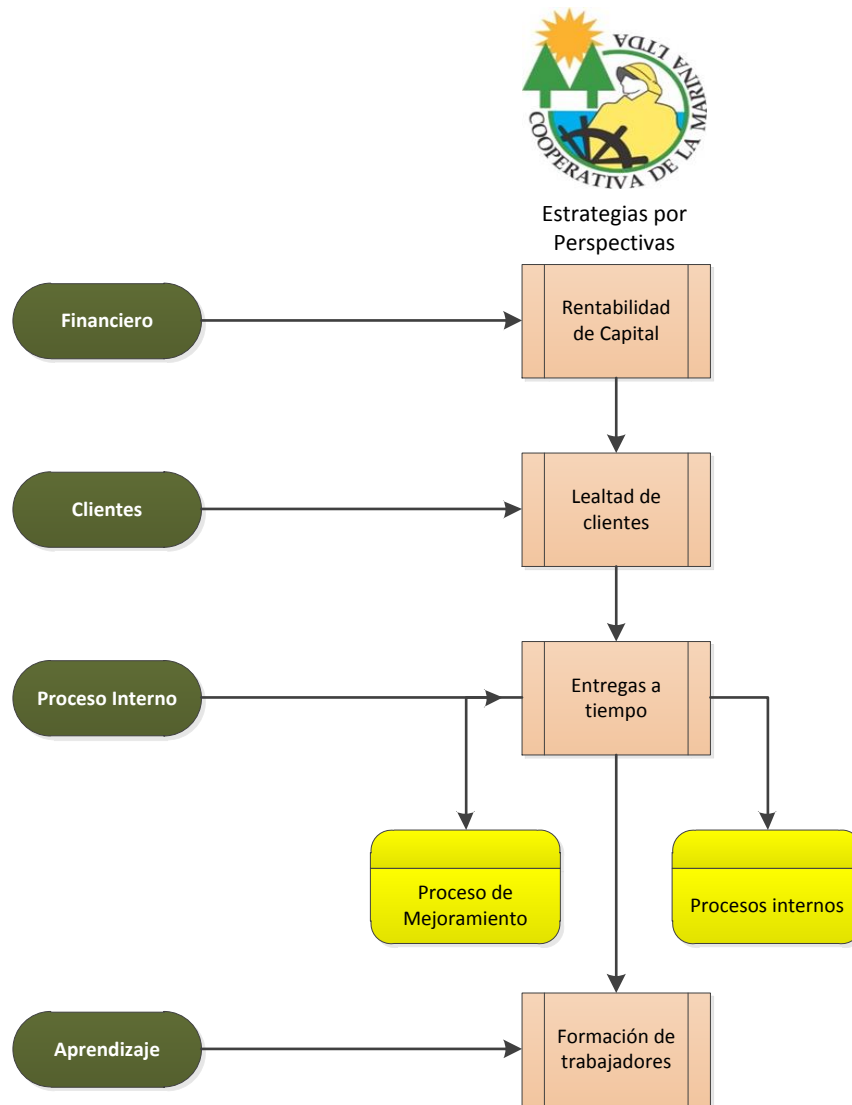 COOPERATIVA DE LA MARINA LTDA
Estrategias por
Perspectivas
Financiero
Rentabilidad
de Capital
Clientes
Lealtad de
clientes
Proceso Interno
Entregas a
tiempo
Proceso de
Mejoramiento
Procesos internos
Aprendizaje
Formación de
trabajadores